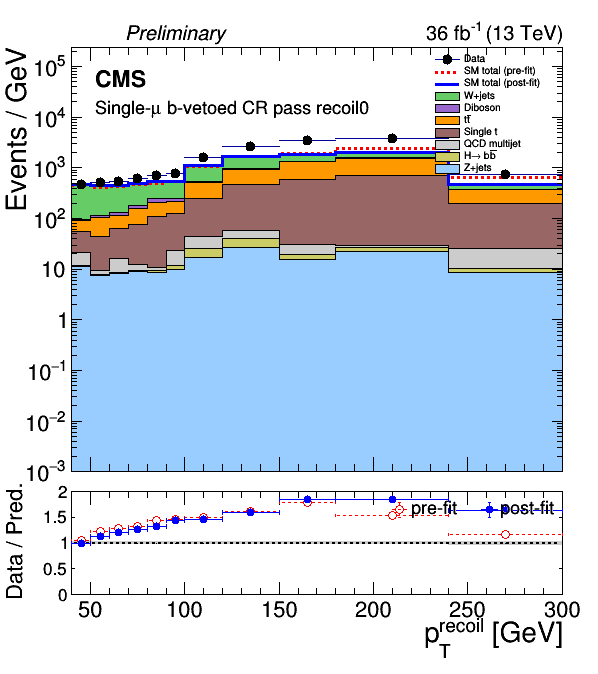 Preliminary
36 fb⁻¹ (13 TeV)
CMS
Single-μ b-vetoed CR pass recoil0
Data
SM total (pre-fit)
SM total (post-fit)
W+jets
Diboson
tt̅
Single t
QCD multijet
H→ bb̅
Z+jets
Events / GeV
10⁵
10⁴
10³
10²
10
1
10⁻¹
10⁻²
10⁻³
Data / Pred.
2
1.5
1
0.5
0
pre-fit
post-fit
50 100 150 200 250 300
p_T^recoil [GeV]